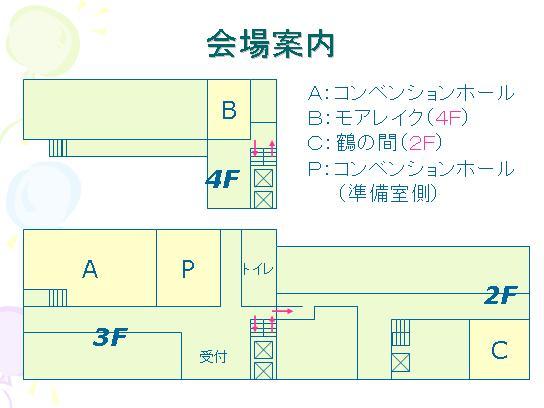 会場案内
A：コンベンションホール
B：モアレイク（4F）
C：鶴の間（2F）
P：コンベンションホール
（準備室側）
B
4F
A
P
トイレ
2F
3F
受付
C